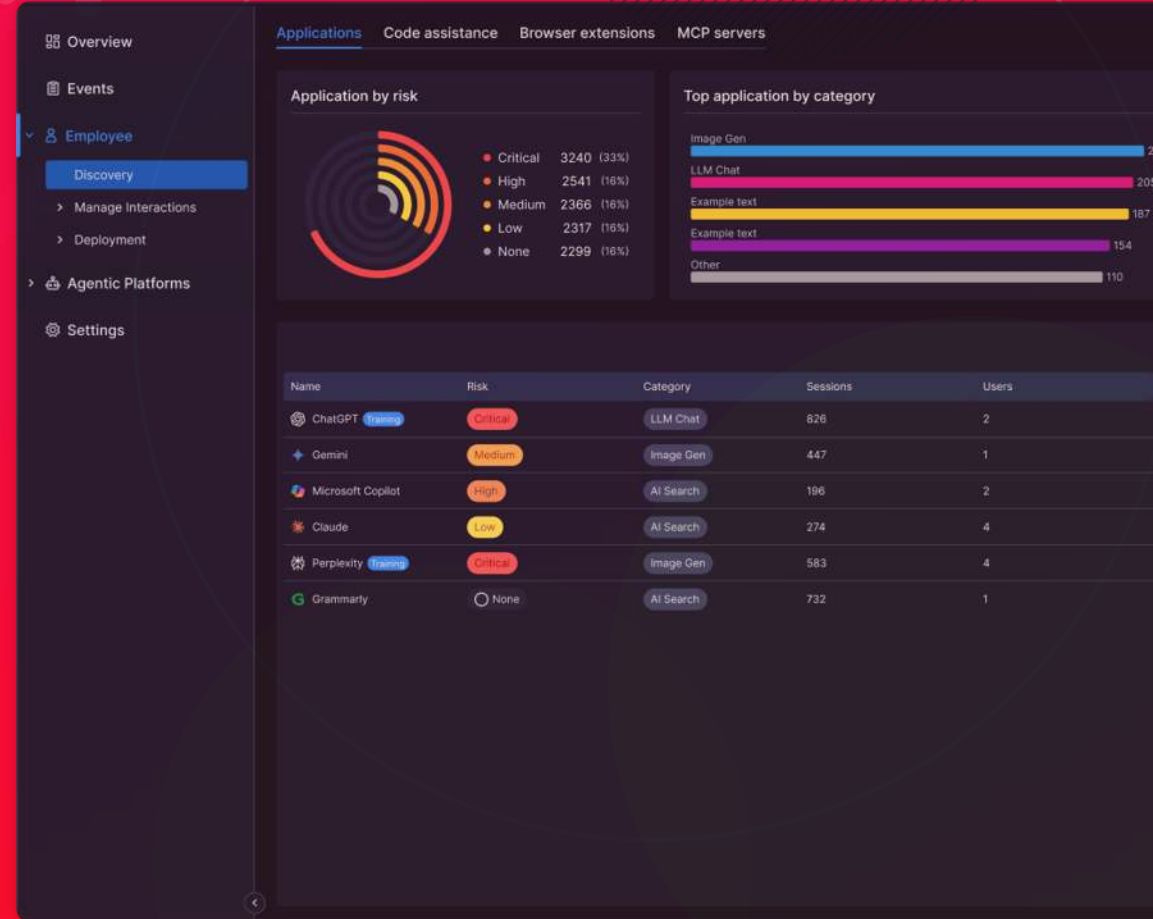 Overview
Events
Employee
Discovery
Manage Interactions
Deployment
Agentic Platforms
Settings
Applications Code assistance Browser extensions MCP servers
Application by risk
Critical 3240 (33%)
High 2541 (16%)
Medium 2366 (16%)
Low 2317 (16%)
None 2299 (16%)
Top application by category
Image Gen
LLM Chat
205
Example text
187
Example text
154
Other
110
Name Risk Category Sessions Users
ChatGPT Training Critical LLM Chat 826 2
Gemini Medium Image Gen 447 1
Microsoft Copilot High AI Search 196 2
Claude Low AI Search 274 4
Perplexity Training Critical Image Gen 583 4
Grammarly None AI Search 732 1